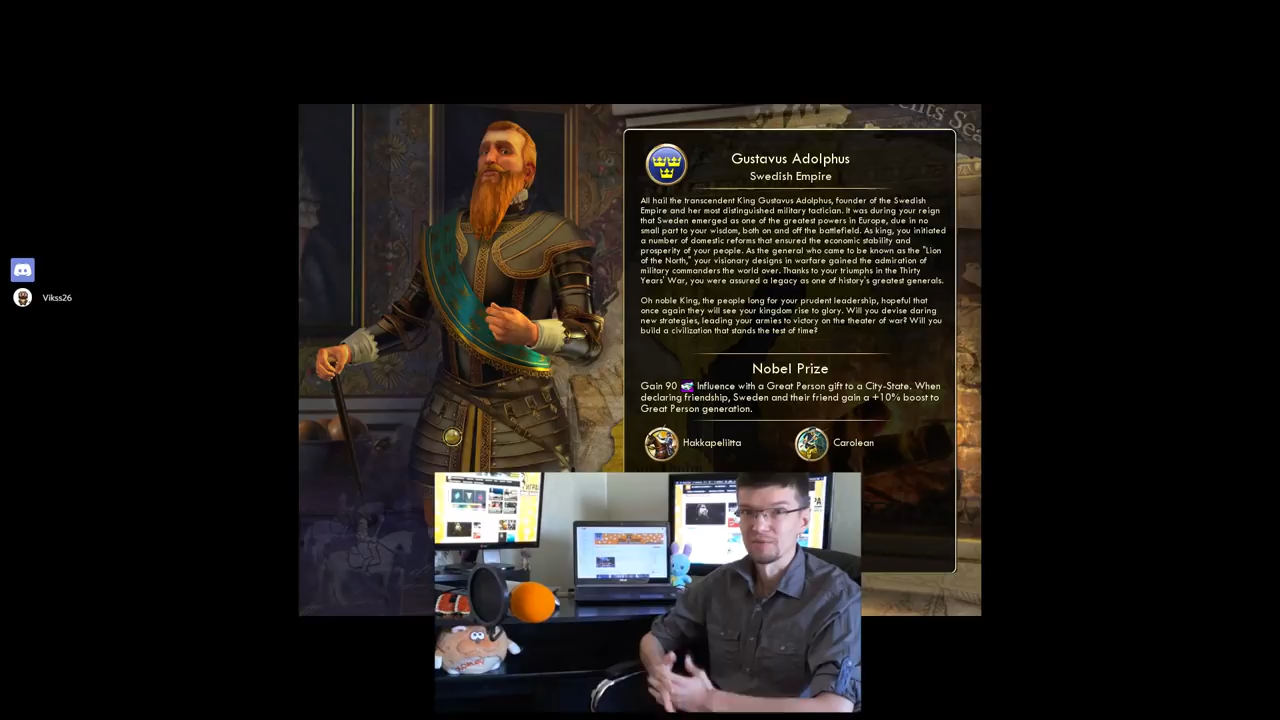 ents Sea
Gustavus Adolphus
Swedish Empire
All hail the transcendent King Gustavus Adolphus, founder of the Swedish
Empire and her most distinguished military tactician. It was during your reign
that Sweden emerged as one of the greatest powers in Europe, due in no
small part to your wisdom, both on and off the battlefield. As king, you initiated
a number of domestic reforms that ensured the economic stability and
prosperity of your people. As the general who came to be known as the "Lion
of the North," your visionary designs in warfare gained the admiration of
military commanders the world over. Thanks to your triumphs in the Thirty
Years' War, you were assured a legacy as one of history's greatest generals.
Oh noble King, the people long for your prudent leadership, hopeful that
once again they will see your kingdom rise to glory. Will you devise daring
new strategies, leading your armies to victory on the theater of war? Will you
build a civilization that stands the test of time?
Nobel Prize
Gain 90 Influence with a Great Person gift to a City-State. When
declaring friendship, Sweden and their friend gain a +10% boost to
Great Person generation.
Hakkapeliitta
Carolean
Vikss26